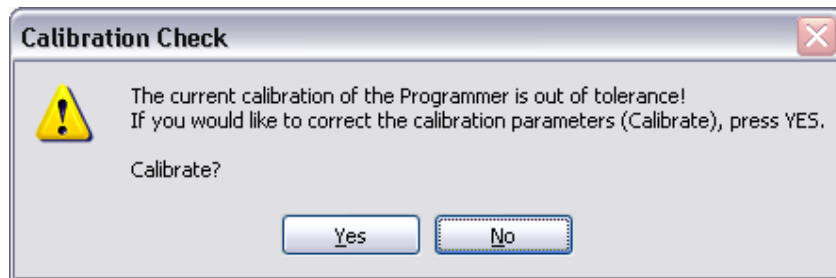 Calibration Check
The current calibration of the Programmer is out of tolerance!
If you would like to correct the calibration parameters (Calibrate), press YES.
Calibrate?
Yes
No